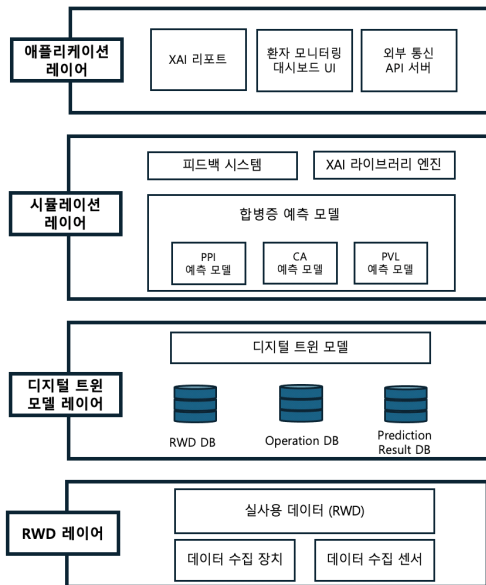 애플리케이션
레이어
XAI 리포트
환자 모니터링
대시보드 UI
외부 통신
API 서버
시뮬레이션
레이어
피드백 시스템
XAI 라이브러리 엔진
합병증 예측 모델
PPI
예측 모델
CA
예측 모델
PVL
예측 모델
디지털 트윈
모델 레이어
디지털 트윈 모델
RWD DB
Operation DB
Prediction
Result DB
RWD 레이어
실사용 데이터 (RWD)
데이터 수집 장치
데이터 수집 센서